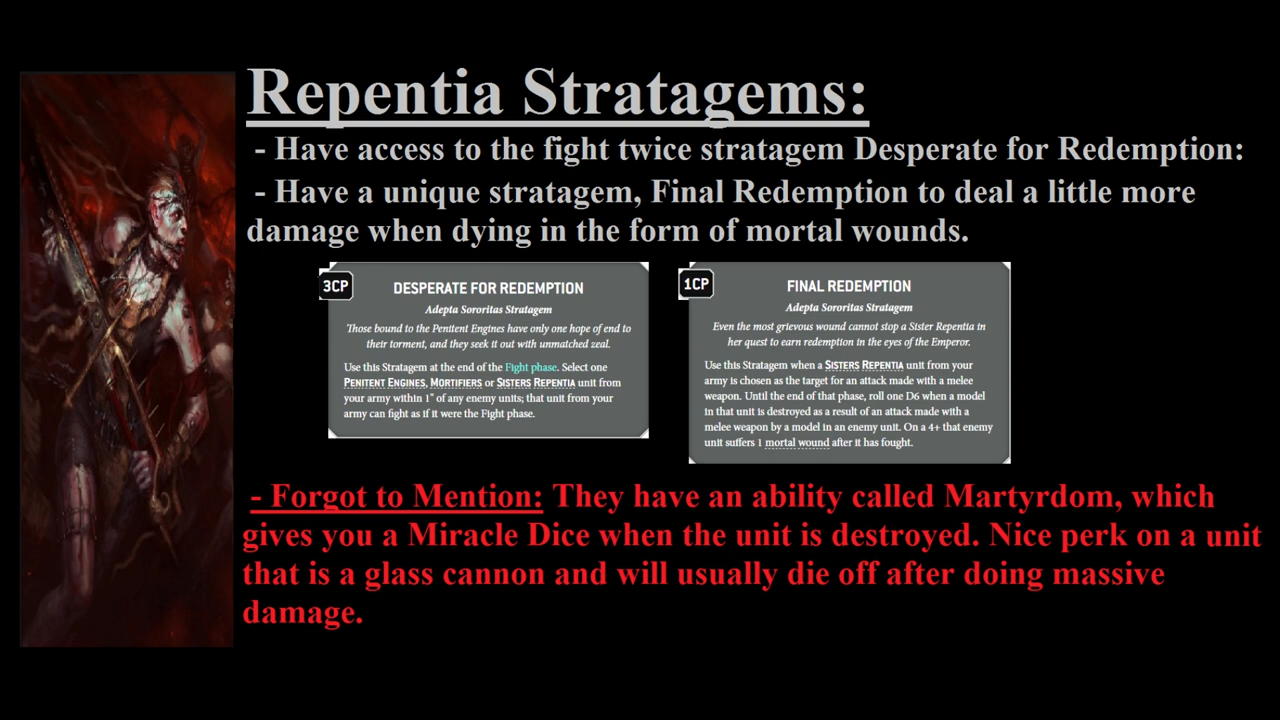 Repentia Stratagems:
- Have access to the fight twice stratagem Desperate for Redemption:
- Have a unique stratagem, Final Redemption to deal a little more
damage when dying in the form of mortal wounds.
3CP
DESPERATE FOR REDEMPTION
Adepta Sororitas Stratagem
Those bound to the Penitent Engines have only one hope of end to
their torment, and they seek it out with unmatched zeal.
Use this Stratagem at the end of the Fight phase. Select one
PENITENT ENGINES, MORTIFIERS or SISTERS REPENTIA unit from
your army within 1" of any enemy units; that unit from your
army can fight as if it were the Fight phase.
1CP
FINAL REDEMPTION
Adepta Sororitas Stratagem
Even the most grievous wound cannot stop a Sister Repentia in
her quest to earn redemption in the eyes of the Emperor.
Use this Stratagem when a SISTERS REPENTIA unit from your
army is chosen as the target for an attack made with a melee
weapon. Until the end of that phase, roll one D6 when a model
in that unit is destroyed as a result of an attack made with a
melee weapon by a model in an enemy unit. On a 4+ that enemy
unit suffers 1 mortal wound after it has fought.
- Forgot to Mention: They have an ability called Martyrdom, which
gives you a Miracle Dice when the unit is destroyed. Nice perk on a unit
that is a glass cannon and will usually die off after doing massive
damage.